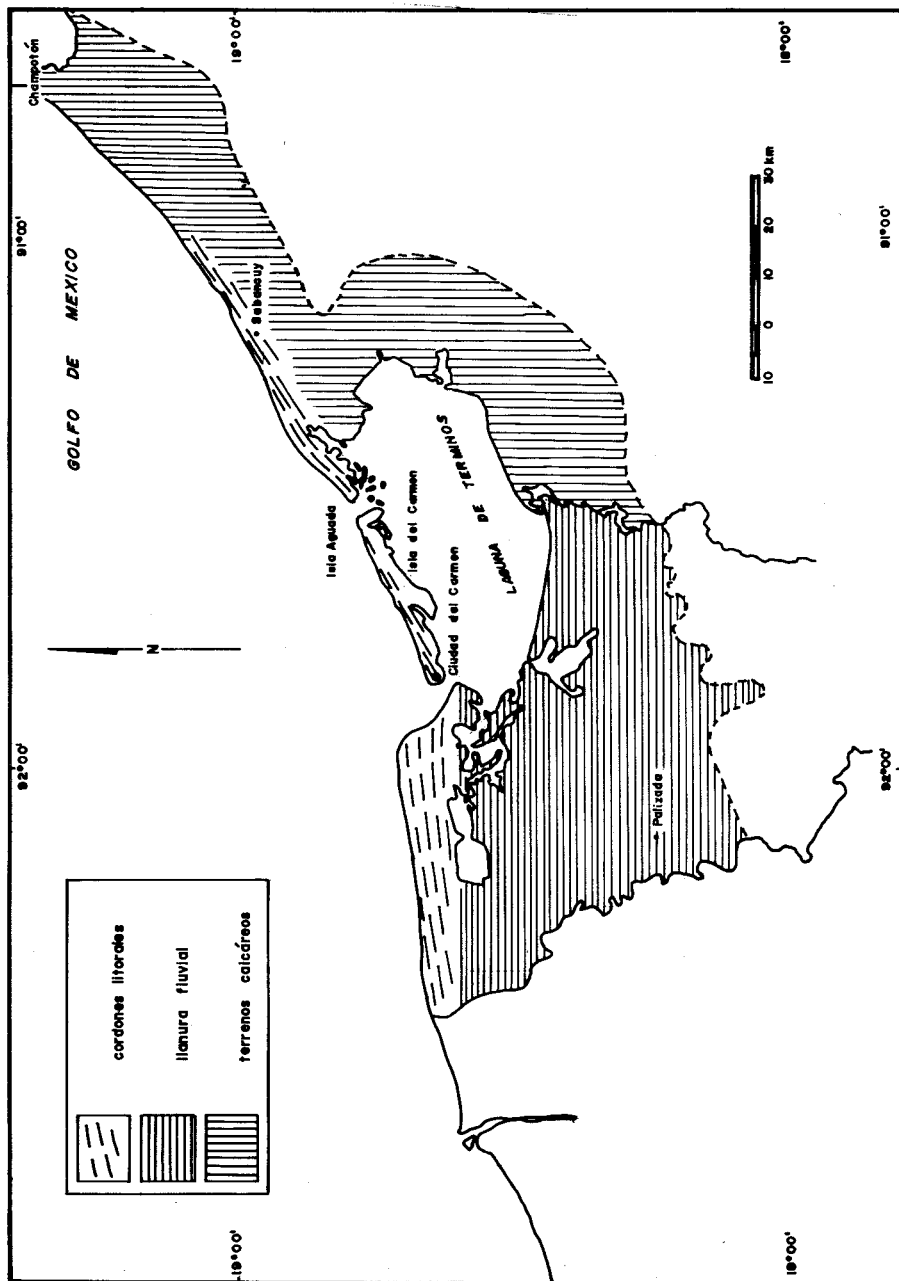 92°00'
91°00'
Champotón
GOLFO DE MEXICO
cordones litorales
llanura fluvial
terrenos calcáreos
N
19°00'
19°00'
Sabancuy
Isla Aguada
Isla del Carmen
Ciudad del Carmen
LAGUNA DE TERMINOS
Palizada
10 0 10 20 30 km
18°00'
18°00'
92°00'
91°00'